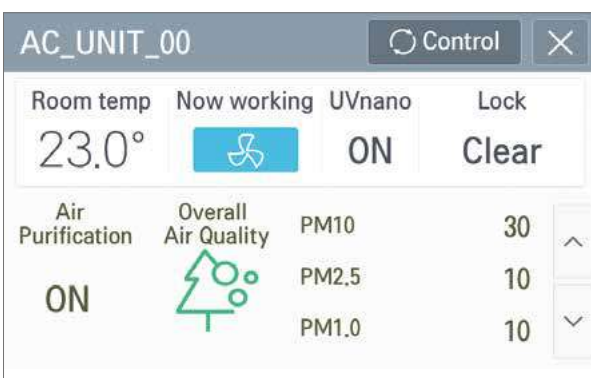 AC_UNIT_00
Control
Room temp Now working UVnano Lock
23.0° ON Clear
Air Purification
Overall Air Quality
ON
PM10 30
PM2.5 10
PM1.0 10